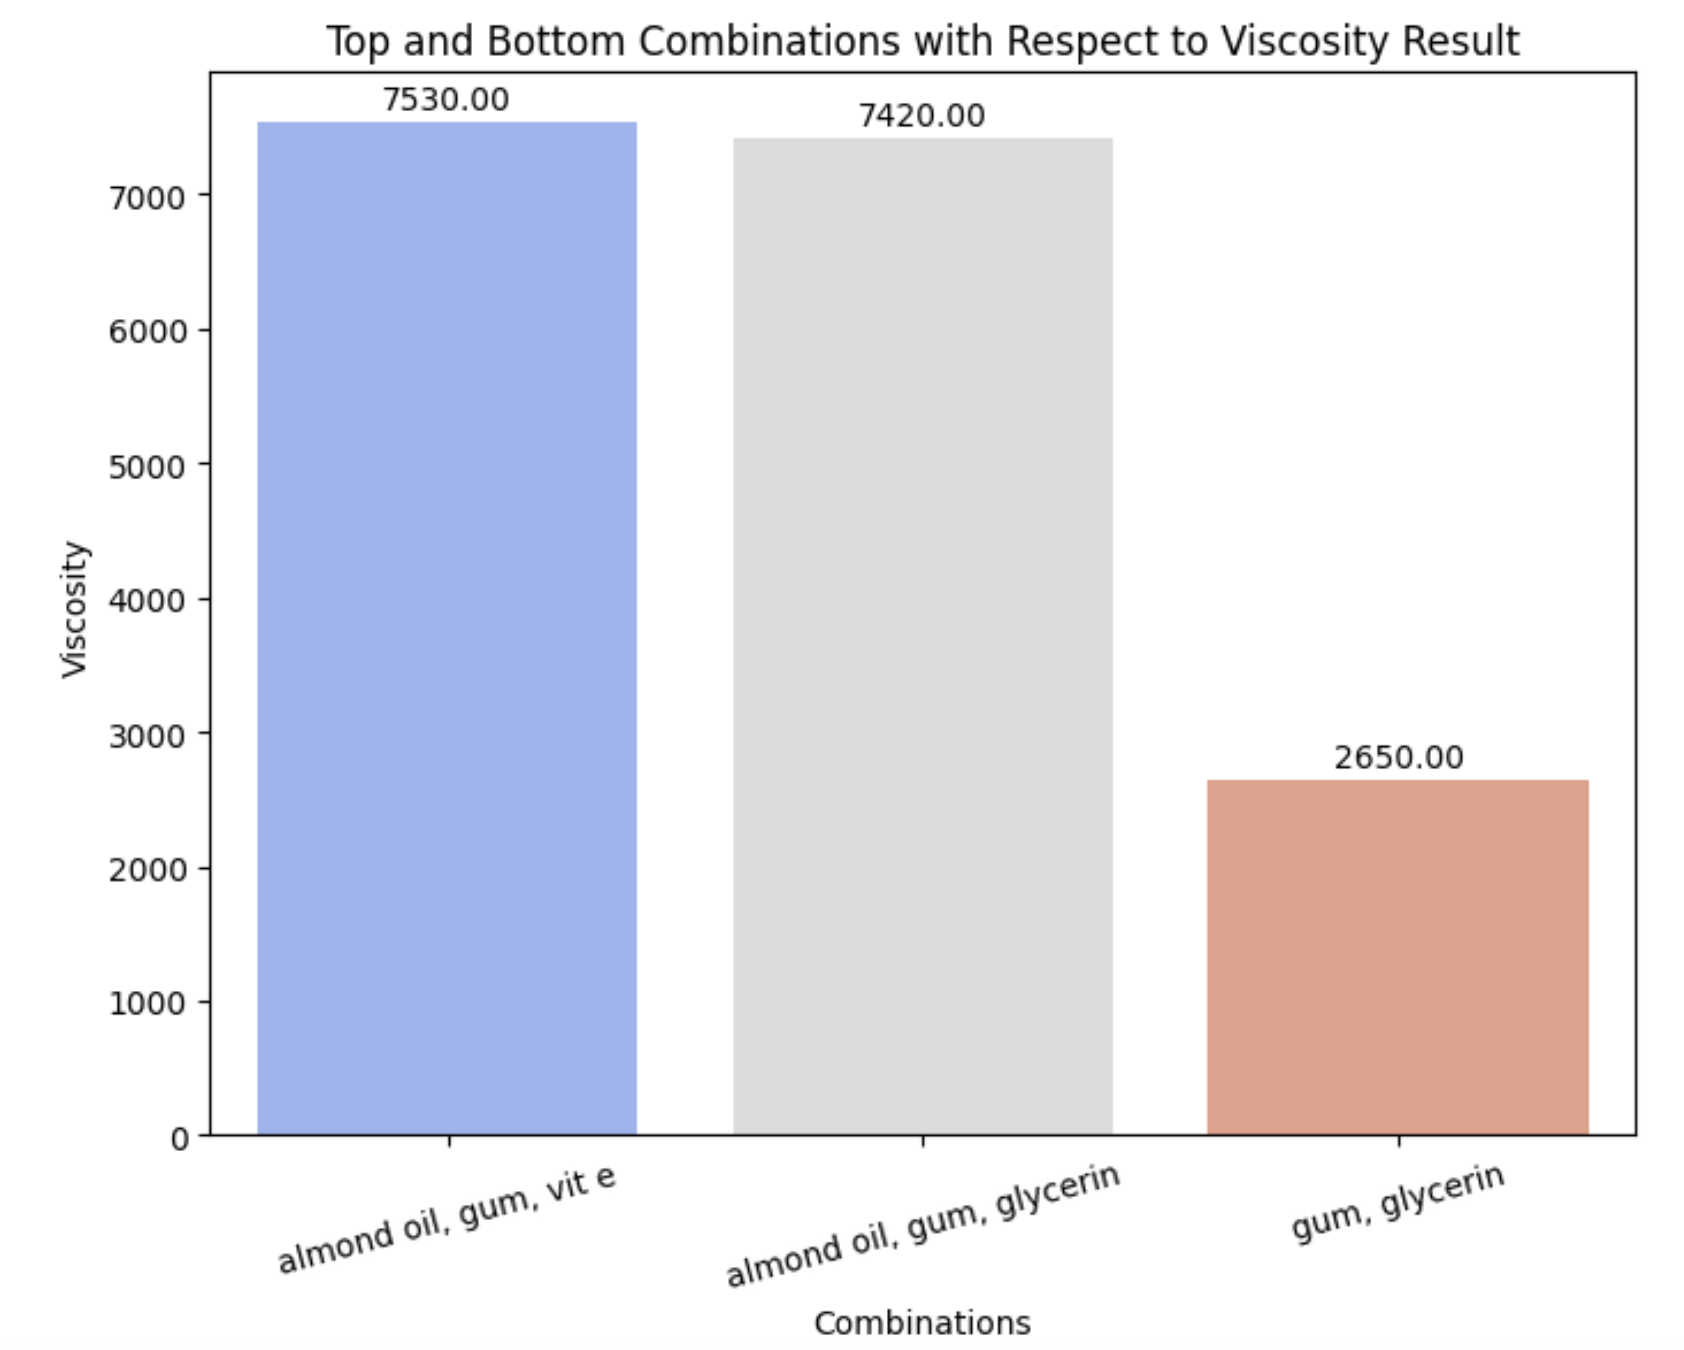 Top and Bottom Combinations with Respect to Viscosity Result
7530.00
7420.00
2650.00
7000
6000
5000
4000
3000
2000
1000
0
Viscosity
almond oil, gum, vit e
almond oil, gum, glycerin
gum, glycerin
Combinations